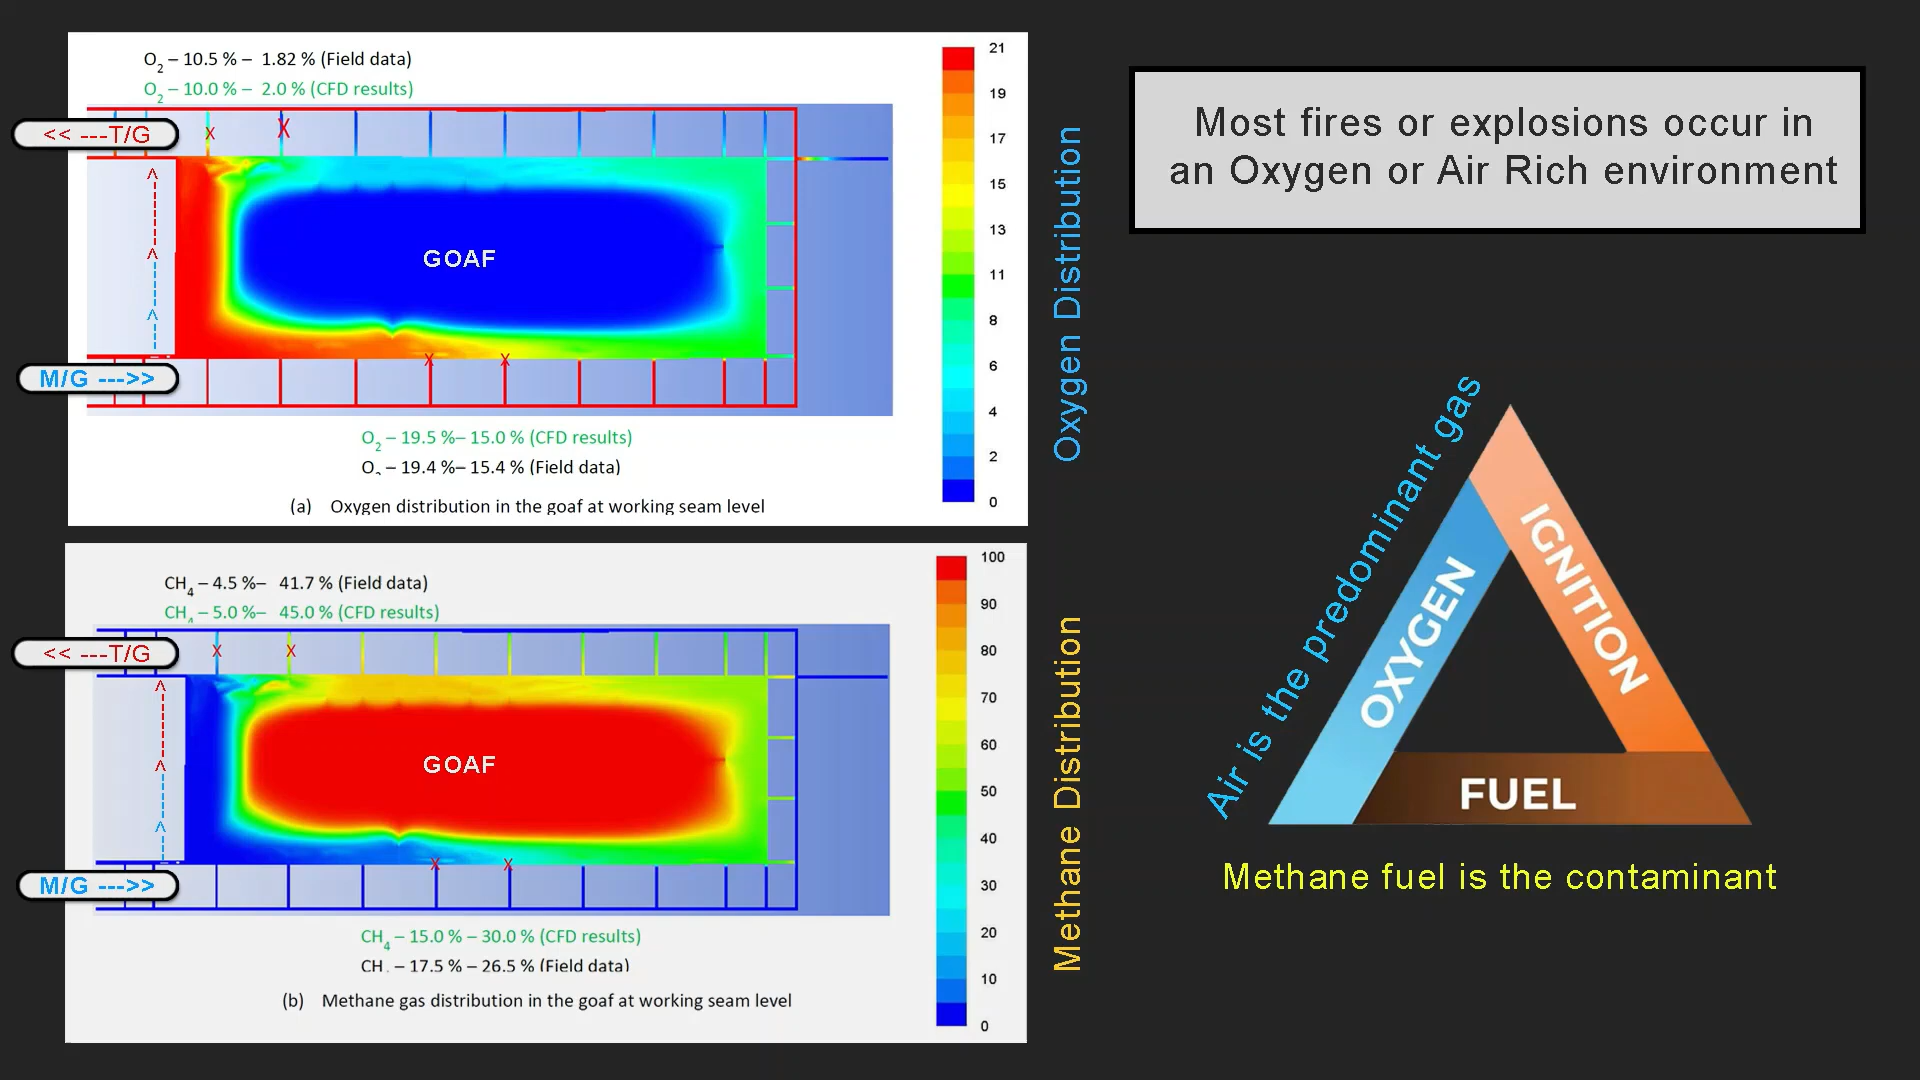 O2 – 10.5 % – 1.82 % (Field data)
O2 – 10.0 % – 2.0 % (CFD results)
<< ---T/G
X X
GOAF
X X
M/G --->>
O2 – 19.5 %– 15.0 % (CFD results)
O2 – 19.4 %– 15.4 % (Field data)
(a) Oxygen distribution in the goaf at working seam level
21
19
17
15
13
11
8
6
4
2
0
Oxygen Distribution
CH4 – 4.5 %– 41.7 % (Field data)
CH4 – 5.0 %– 45.0 % (CFD results)
<< ---T/G
X X
GOAF
X X
M/G --->>
CH4 – 15.0 % – 30.0 % (CFD results)
CH4 – 17.5 % – 26.5 % (Field data)
(b) Methane gas distribution in the goaf at working seam level
100
90
80
70
60
50
40
30
20
10
0
Methane Distribution
Most fires or explosions occur in
an Oxygen or Air Rich environment
Air is the predominant gas
OXYGEN
IGNITION
FUEL
Methane fuel is the contaminant